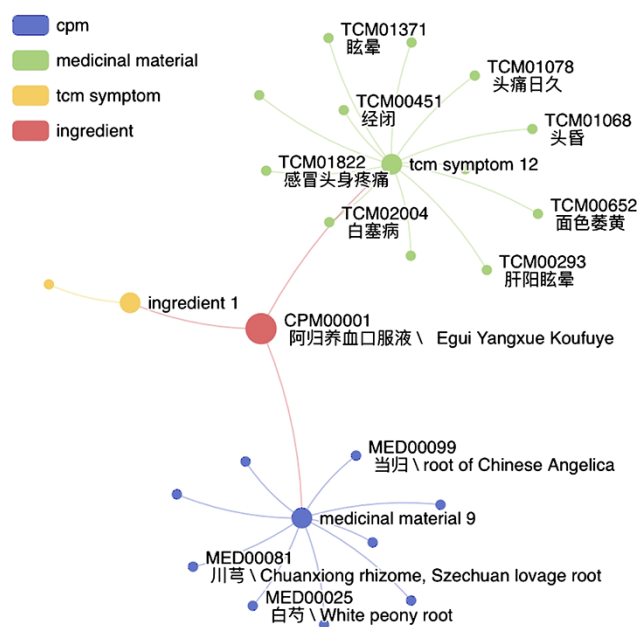 cpm
medicinal material
tcm symptom
ingredient
TCM01371
眩晕
TCM01078
头痛日久
TCM00451
经闭
TCM01068
头昏
TCM01822
感冒头身疼痛
tcm symptom 12
TCM02004
白塞病
TCM00652
面色萎黄
TCM00293
肝阳眩晕
ingredient 1
CPM00001
阿归养血口服液 \ Egui Yangxue Koufuye
MED00099
当归 \ root of Chinese Angelica
medicinal material 9
MED00081
川芎 \ Chuanxiong rhizome, Szechuan lovage root
MED00025
白芍 \ White peony root